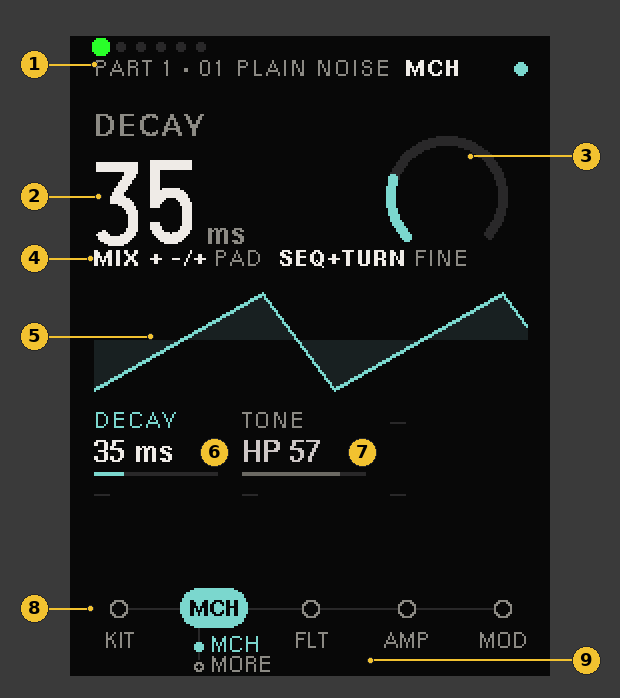 1 PART 1 · 01 PLAIN NOISE MCH
DECAY
3
2 35 ms
4 MIX + -/+ PAD SEQ+TURN FINE
5
DECAY TONE —
35 ms 6 HP 57 7
— — —
8 MCH
KIT MCH FLT AMP MOD
MORE 9